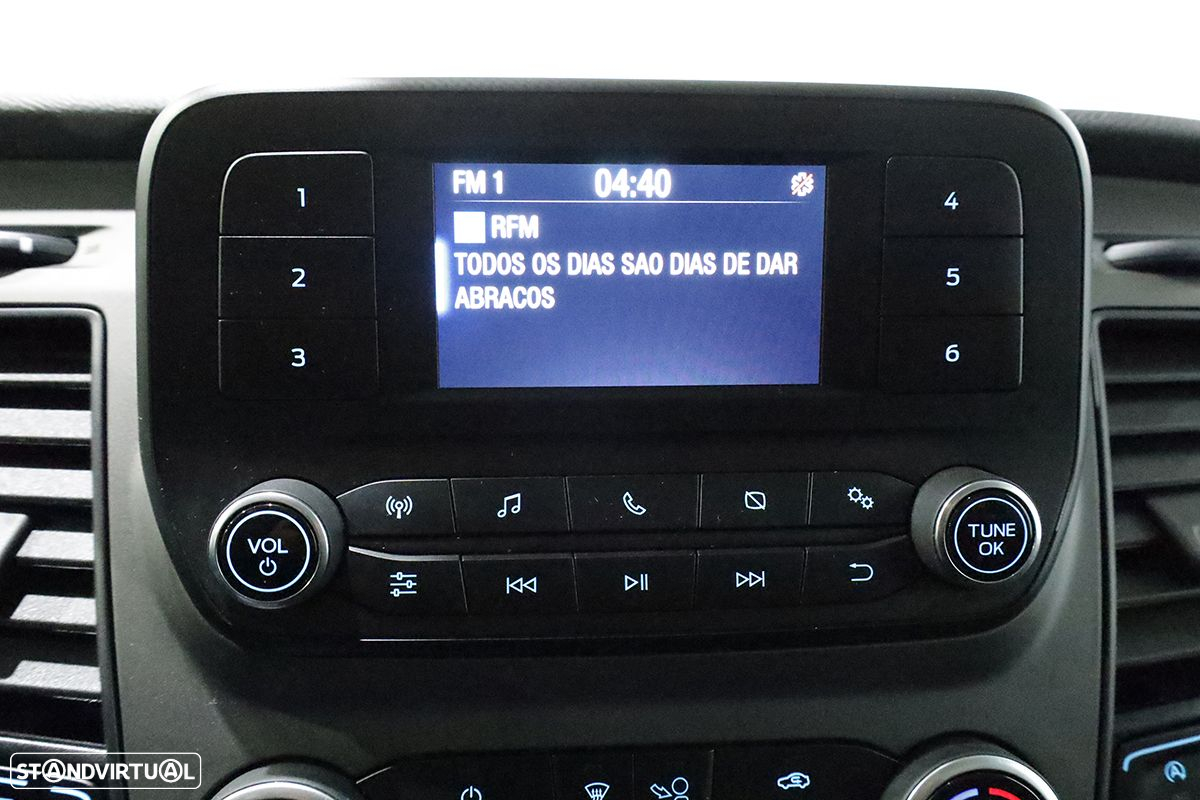 FM 1 04:40
RFM
TODOS OS DIAS SAO DIAS DE DAR
ABRACOS
1
2
3
4
5
6
VOL
TUNE
OK
STANDVIRTUAL